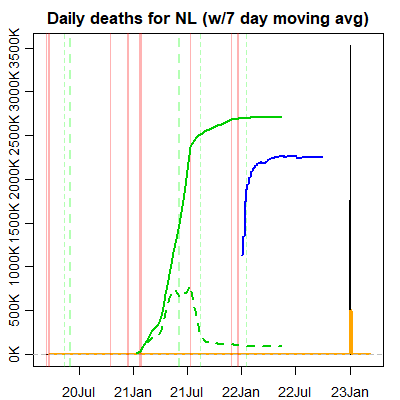 Daily deaths for NL (w/7 day moving avg)
3500K
3000K
2500K
2000K
1500K
1000K
500K
0K
20Jul 21Jan 21Jul 22Jan 22Jul 23Jan